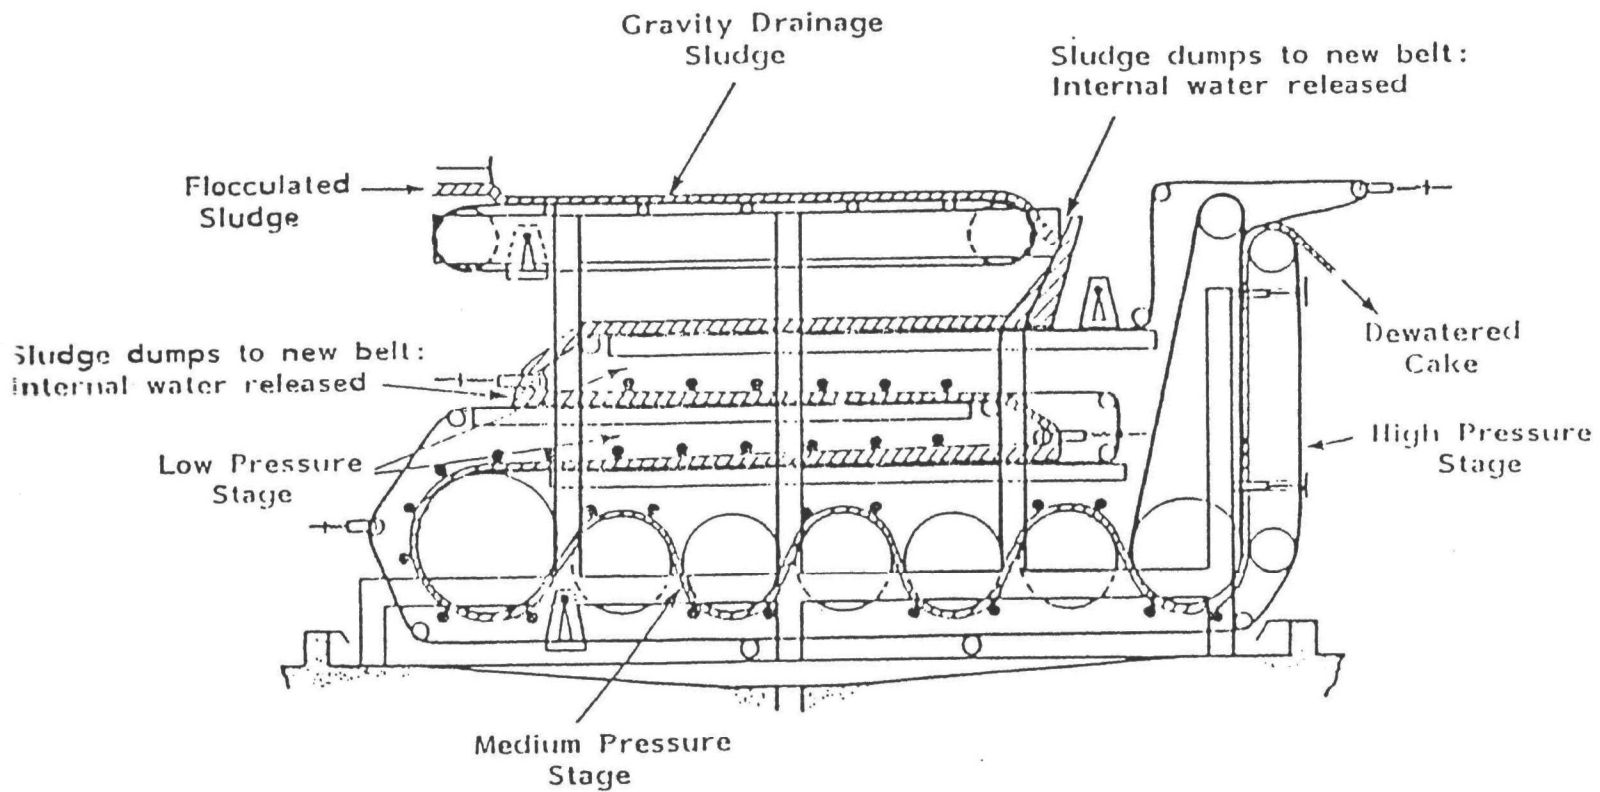 Gravity Drainage
Sludge
Sludge dumps to new belt:
Internal water released
Flocculated
Sludge
Sludge dumps to new belt:
Internal water released
Dewatered
Cake
Low Pressure
Stage
High Pressure
Stage
Medium Pressure
Stage